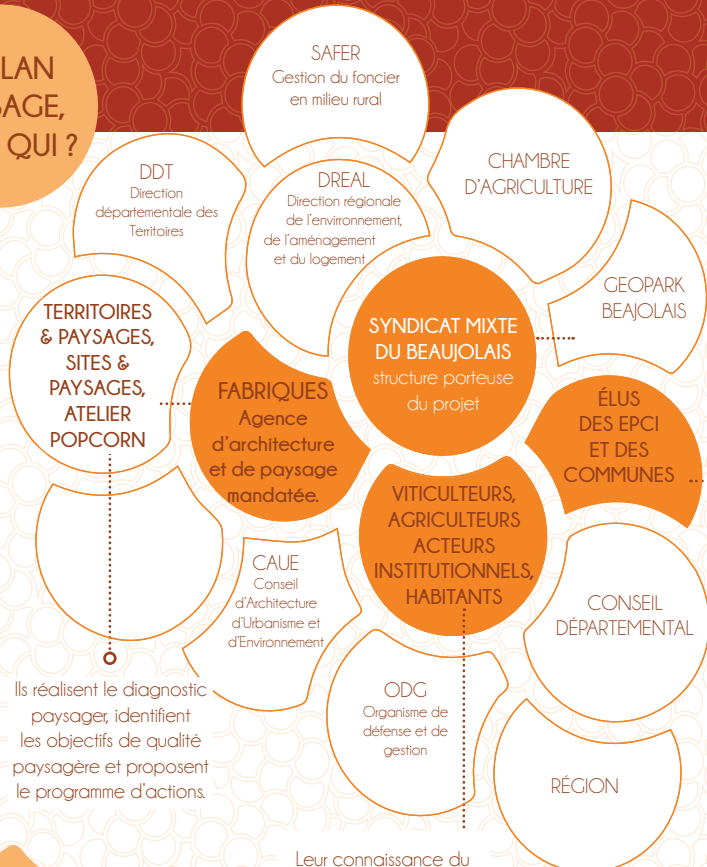 LAN
AGE,
QUI ?
SAFER
Gestion du foncier
en milieu rural
DDT
Direction
départementale des
Territoires
DREAL
Direction régionale
de l'environnement,
de l'aménagement
et du logement
CHAMBRE
D'AGRICULTURE
GEOPARK
BEAJOLAIS
TERRITOIRES
& PAYSAGES,
SITES &
PAYSAGES,
ATELIER
POPCORN
FABRIQUES
Agence
d'architecture
et de paysage
mandatée.
SYNDICAT MIXTE
DU BEAUJOLAIS
structure porteuse
du projet
ÉLUS
DES EPCI
ET DES
COMMUNES
VITICULTEURS,
AGRICULTEURS
ACTEURS
INSTITUTIONNELS,
HABITANTS
CAUE
Conseil
d'Architecture
d'Urbanisme et
d'Environnement
CONSEIL
DÉPARTEMENTAL
ODG
Organisme de
défense et de
gestion
RÉGION
Ils réalisent le diagnostic
paysager, identifient
les objectifs de qualité
paysagère et proposent
le programme d'actions.
Leur connaissance du